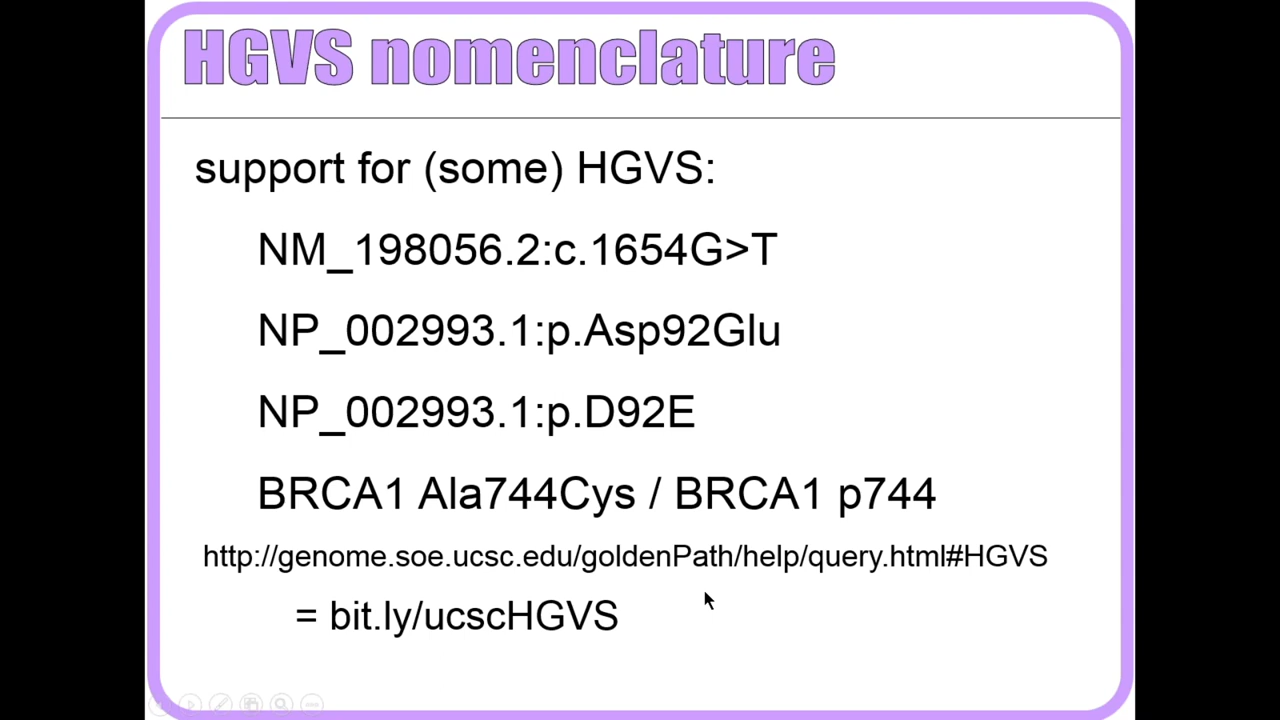 HGVS nomenclature
support for (some) HGVS:
NM_198056.2:c.1654G>T
NP_002993.1:p.Asp92Glu
NP_002993.1:p.D92E
BRCA1 Ala744Cys / BRCA1 p744
http://genome.soe.ucsc.edu/goldenPath/help/query.html#HGVS
= bit.ly/ucscHGVS